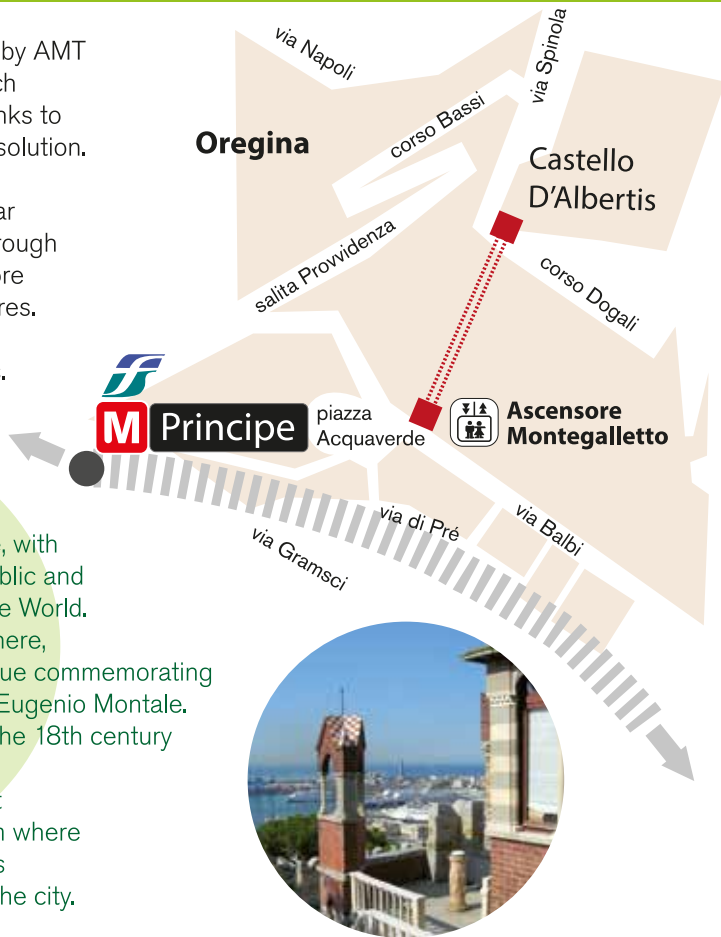 by AMT
ch
nks to
solution.
ar
rough
ore
res.
.
, with
blic and
e World.
here,
ue commemorating
Eugenio Montale.
he 18th century
t
n where
s
he city.
via Napoli
via Spinola
corso Bassi
Oregina
Castello
D'Albertis
salita Provvidenza
corso Dogali
M Principe
piazza
Acquaverde
Ascensore
Montegalletto
via di Pré
via Balbi
via Gramsci